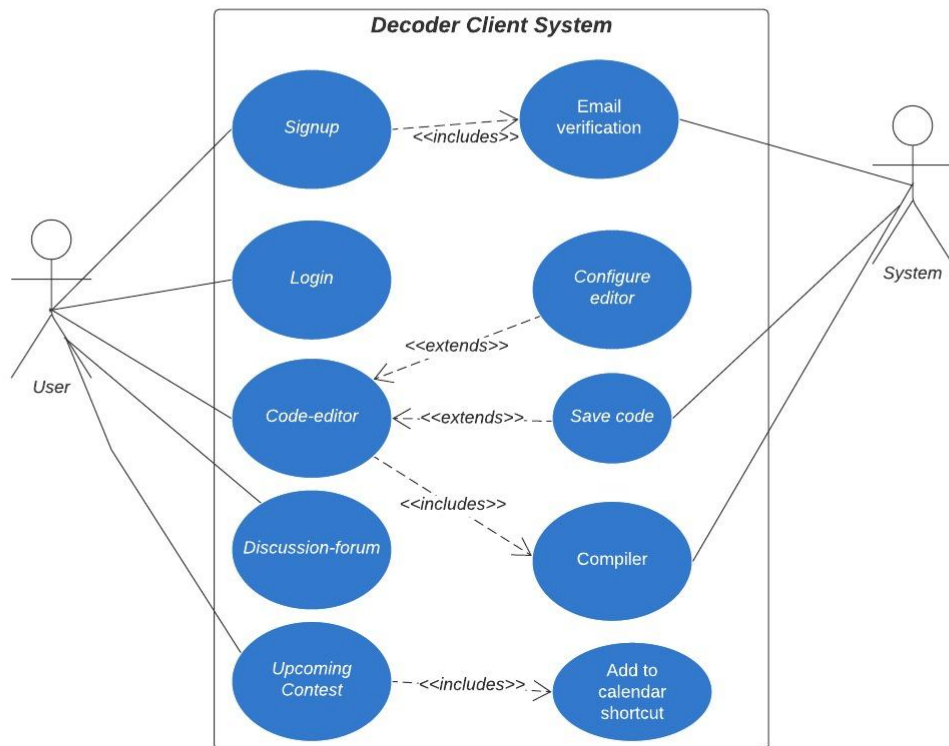 Decoder Client System
Signup
<<includes>>
Email
verification
Login
Configure
editor
<<extends>>
User
System
Code-editor
<<extends>>
Save code
<<includes>>
Discussion-forum
Compiler
Upcoming
Contest
<<includes>>
Add to
calendar
shortcut